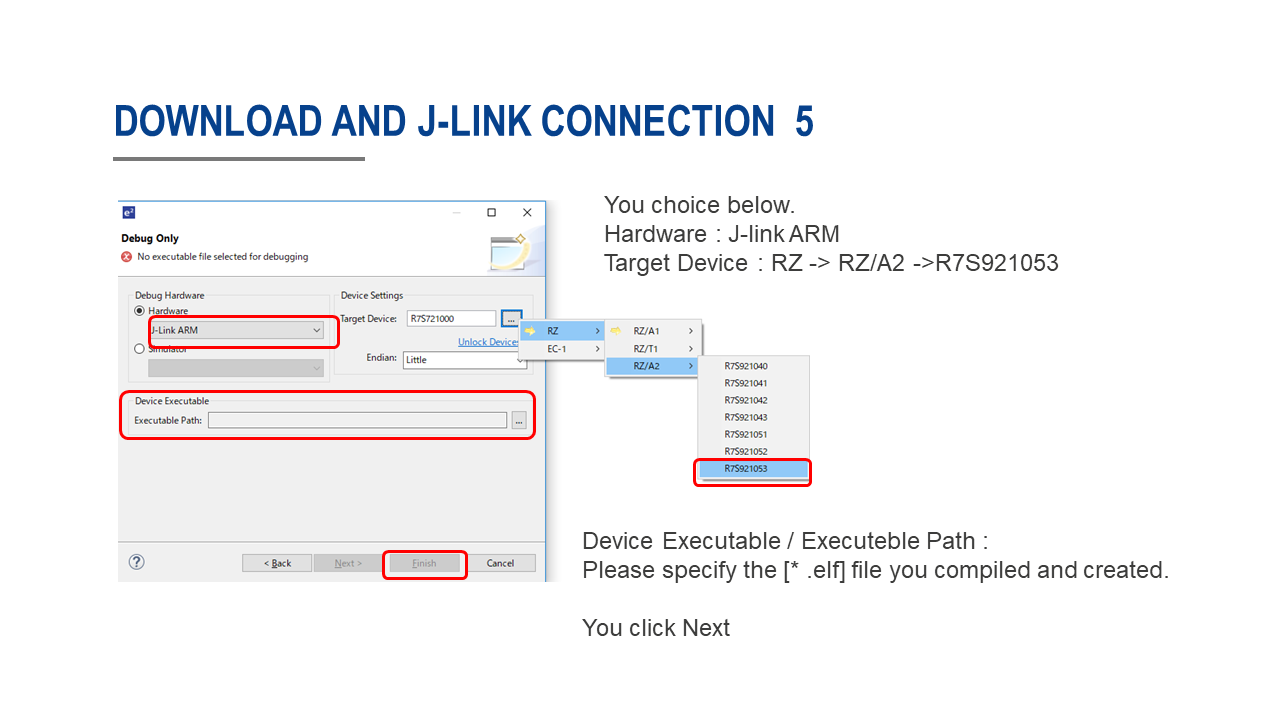 DOWNLOAD AND J-LINK CONNECTION 5
You choice below.
Hardware : J-link ARM
Target Device : RZ -> RZ/A2 ->R7S921053
e²
Debug Only
No executable file selected for debugging
Debug Hardware
Hardware
J-Link ARM
Simulator
Device Settings
Target Device: R7S721000 ...
Unlock Devices
Endian: Little
RZ
EC-1
RZ/A1
RZ/T1
RZ/A2
R7S921040
R7S921041
R7S921042
R7S921043
R7S921051
R7S921052
R7S921053
Device Executable
Executable Path: ...
? < Back Next > Finish Cancel
Device Executable / Executeble Path :
Please specify the [* .elf] file you compiled and created.
You click Next